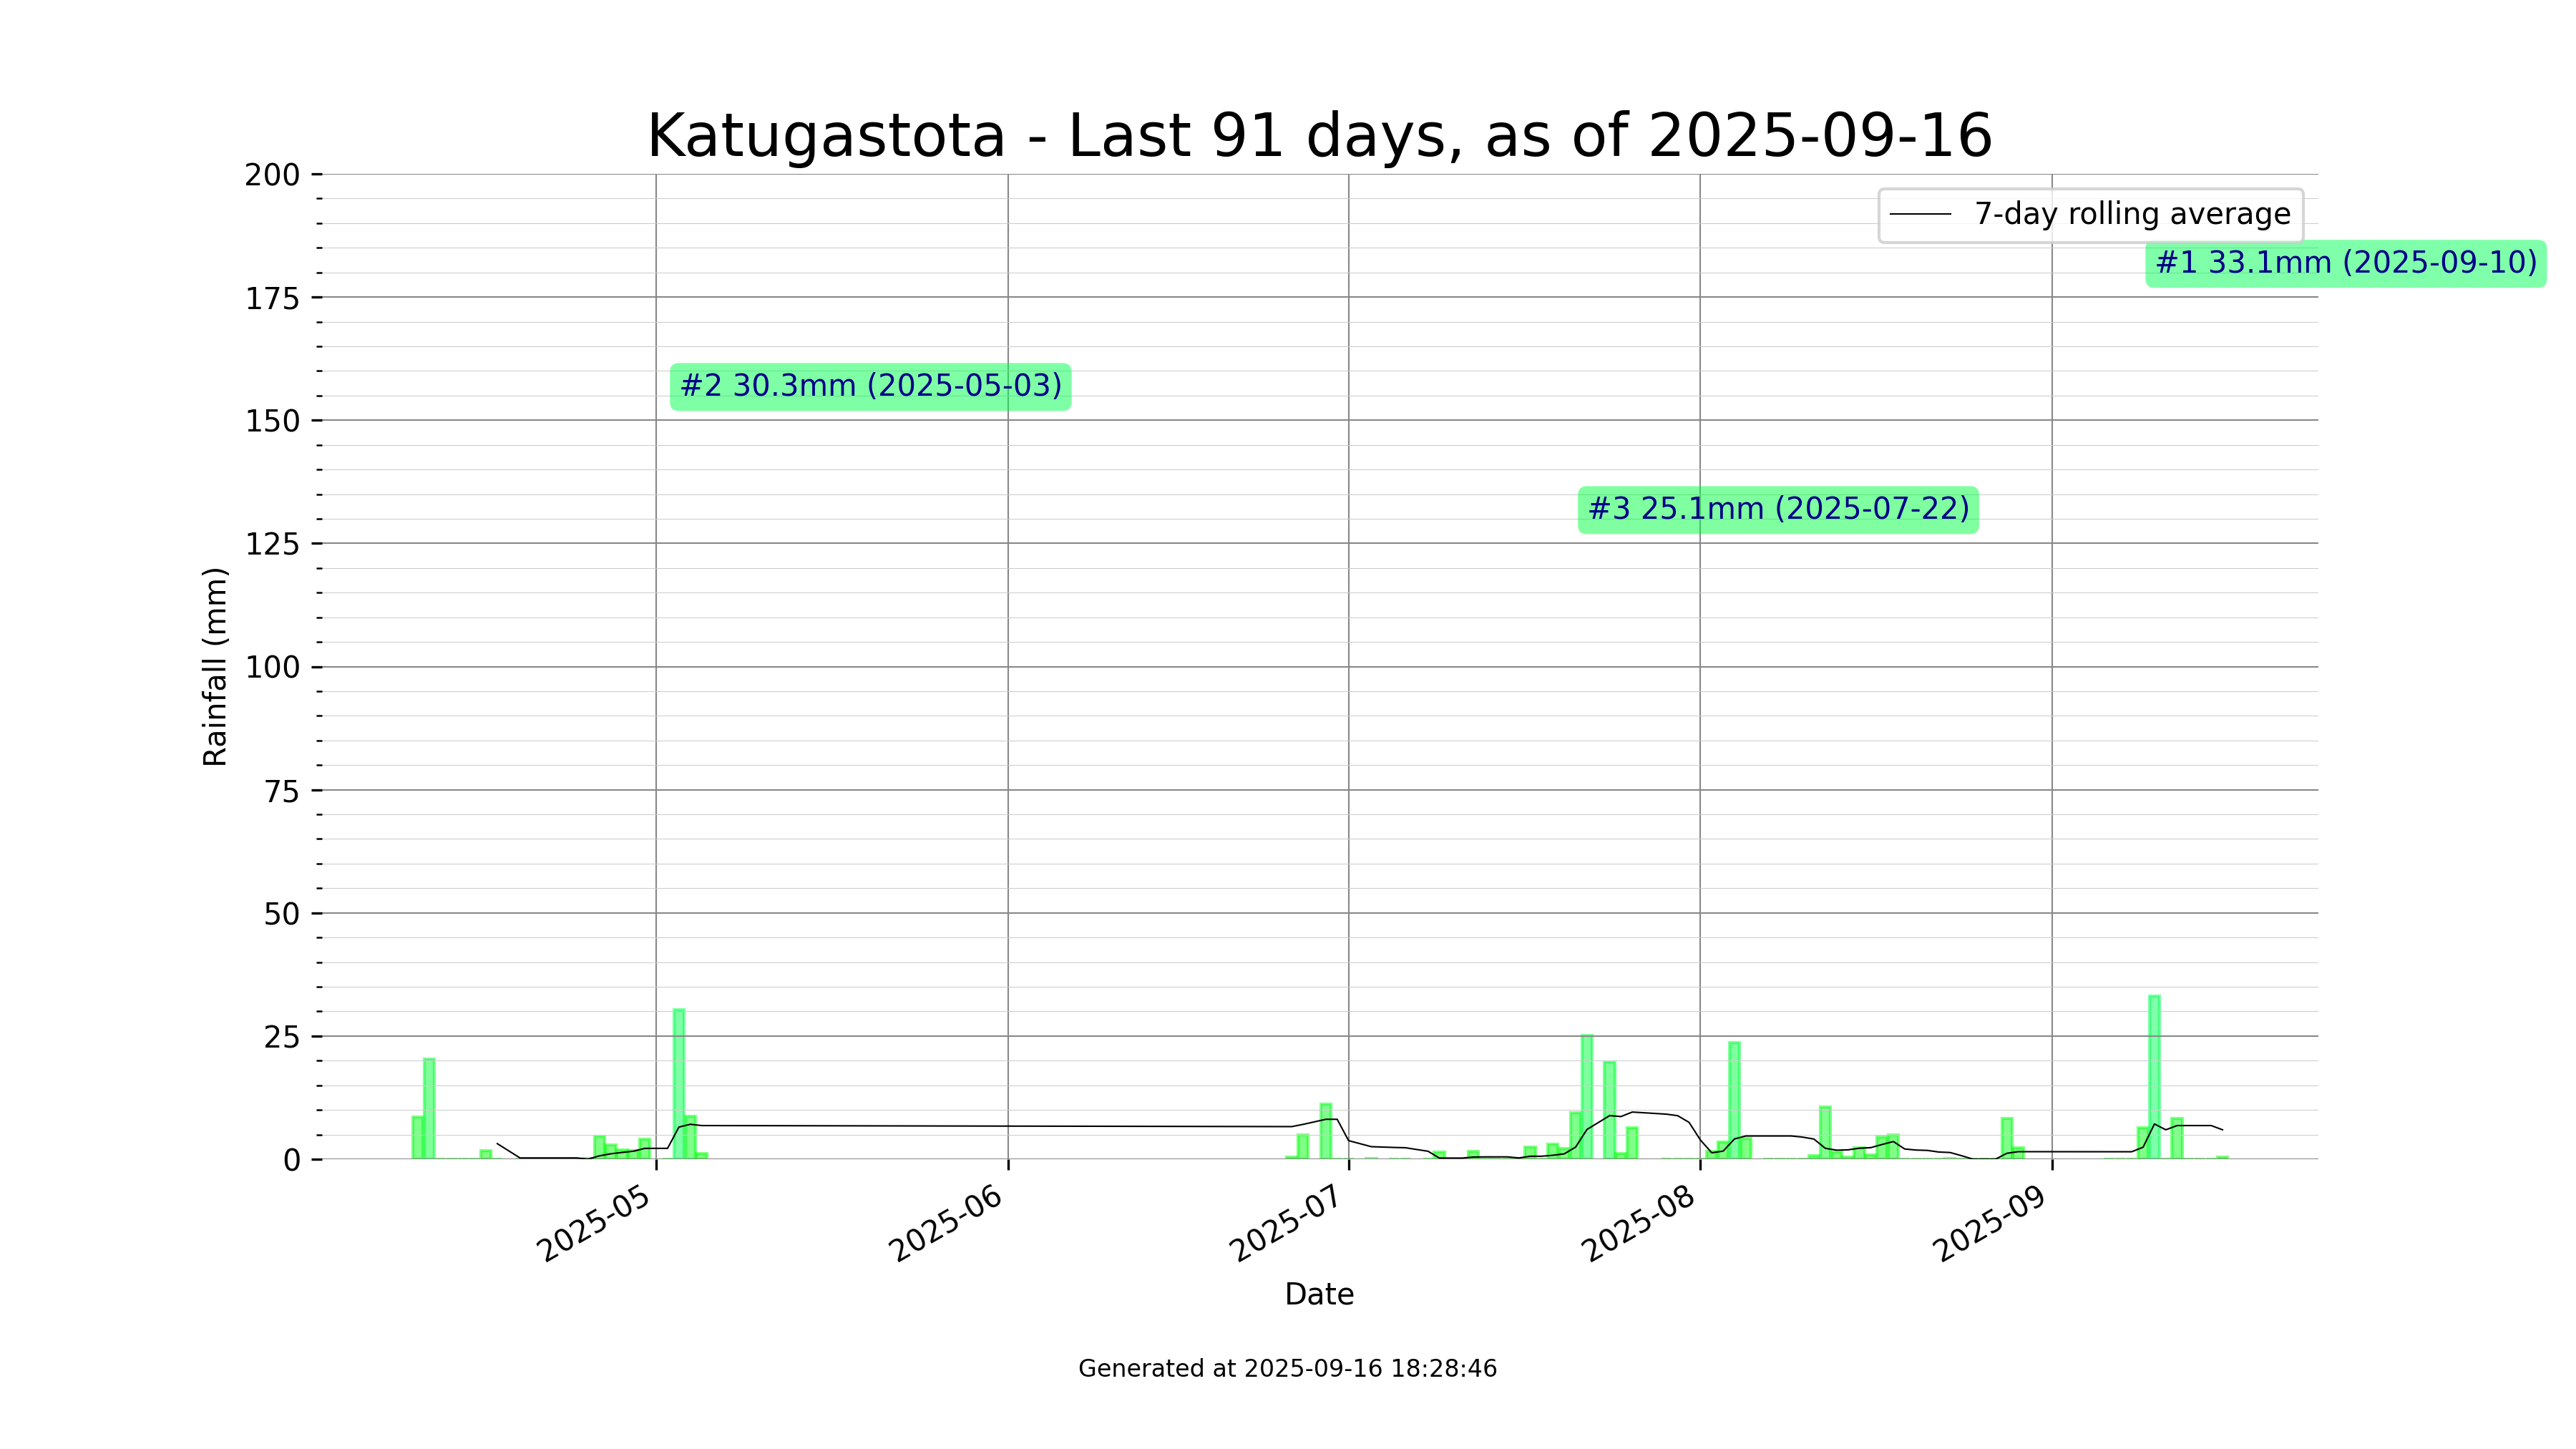 Katugastota - Last 91 days, as of 2025-09-16
200
7-day rolling average
#1 33.1mm (2025-09-10)
175
#2 30.3mm (2025-05-03)
150
#3 25.1mm (2025-07-22)
125
Rainfall (mm)
100
75
50
25
0
2025-05
2025-06
2025-07
2025-08
2025-09
Date
Generated at 2025-09-16 18:28:46